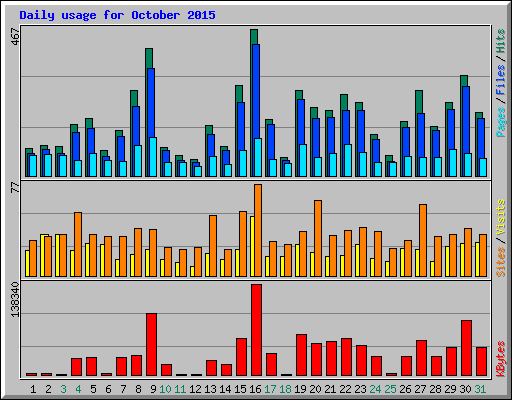 Daily usage for October 2015
467
Pages / Files / Hits
77
Sites / Visits
138340
KBytes
1 2 3 4 5 6 7 8 9 10 11 12 13 14 15 16 17 18 19 20 21 22 23 24 25 26 27 28 29 30 31